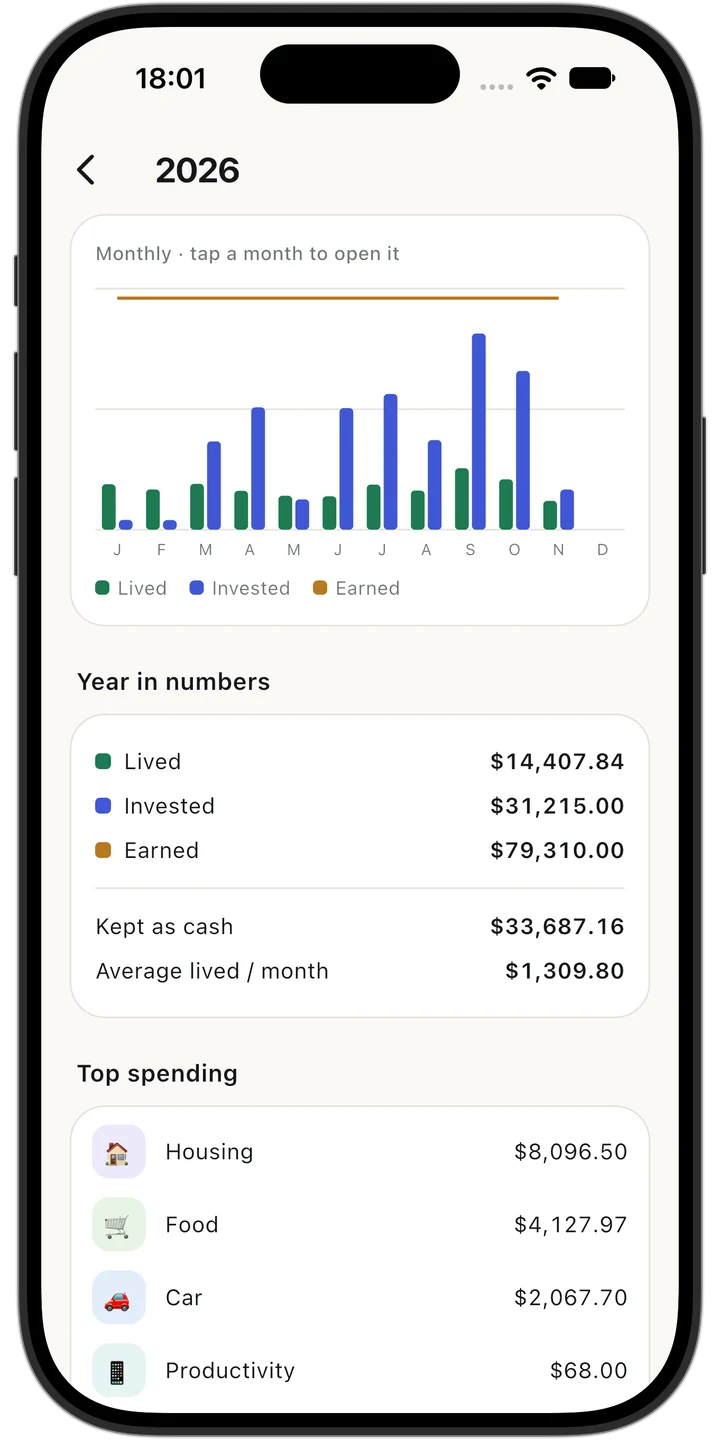 18:01
2026
Monthly · tap a month to open it
J F M A M J J A S O N D
Lived Invested Earned
Year in numbers
Lived $14,407.84
Invested $31,215.00
Earned $79,310.00
Kept as cash $33,687.16
Average lived / month $1,309.80
Top spending
Housing $8,096.50
Food $4,127.97
Car $2,067.70
Productivity $68.00